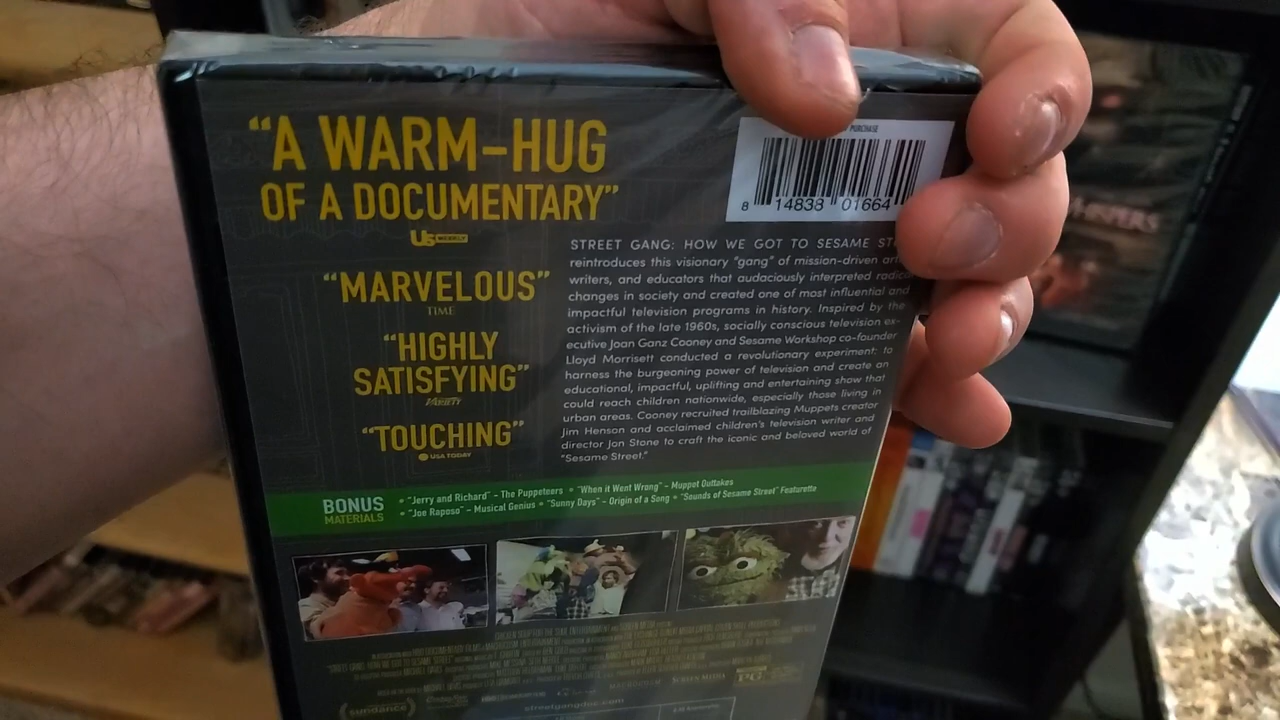 "A WARM-HUG
OF A DOCUMENTARY"
Us WEEKLY
"MARVELOUS"
TIME
"HIGHLY
SATISFYING"
VARIETY
"TOUCHING"
USA TODAY
PURCHASE
8 14838 01664
STREET GANG: HOW WE GOT TO SESAME
reintroduces this visionary "gang" of mission-driven
writers, and educators that audaciously interpreted radical
changes in society and created one of most influential and
impactful television programs in history. Inspired by the
activism of the late 1960s, socially conscious television ex-
ecutive Joan Ganz Cooney and Sesame Workshop co-founder
Lloyd Morrisett conducted a revolutionary experiment: to
harness the burgeoning power of television and create an
educational, impactful, uplifting and entertaining show that
could reach children nationwide, especially those living in
urban areas. Cooney recruited trailblazing Muppets creator
Jim Henson and acclaimed children's television writer and
director Jon Stone to craft the iconic and beloved world of
"Sesame Street."
BONUS
MATERIALS
• "Jerry and Richard" – The Puppeteers • "When it Went Wrong" – Muppet Outtakes
• "Joe Raposo" – Musical Genius • "Sunny Days" – Origin of a Song • "Sounds of Sesame Street" Featurette
SCREEN MEDIA
PG
sundance
streetgangdoc.com